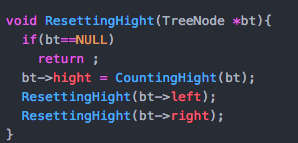 void ResettingHight(TreeNode *bt){
  if(bt==NULL)
    return ;
  bt->hight = CountingHight(bt);
  ResettingHight(bt->left);
  ResettingHight(bt->right);
}